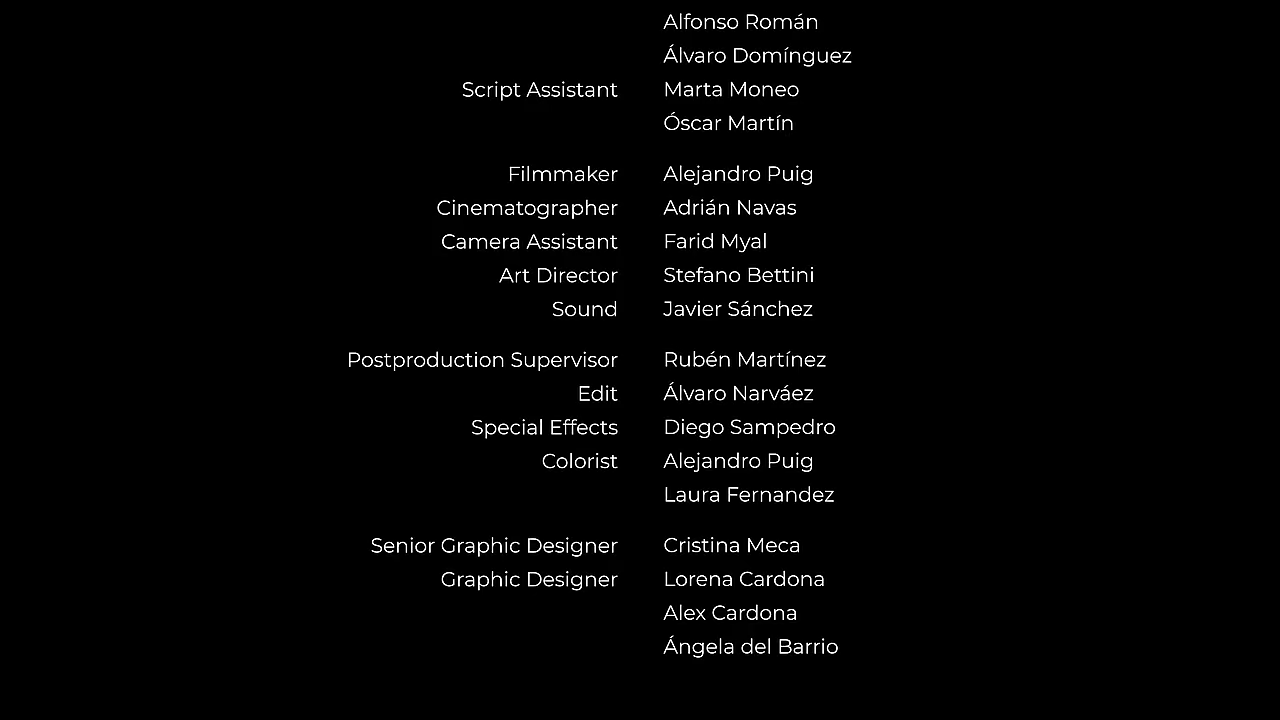 Alfonso Román
Álvaro Domínguez
Script Assistant Marta Moneo
Óscar Martín
Filmmaker Alejandro Puig
Cinematographer Adrián Navas
Camera Assistant Farid Myal
Art Director Stefano Bettini
Sound Javier Sánchez
Postproduction Supervisor Rubén Martínez
Edit Álvaro Narváez
Special Effects Diego Sampedro
Colorist Alejandro Puig
Laura Fernandez
Senior Graphic Designer Cristina Meca
Graphic Designer Lorena Cardona
Alex Cardona
Ángela del Barrio